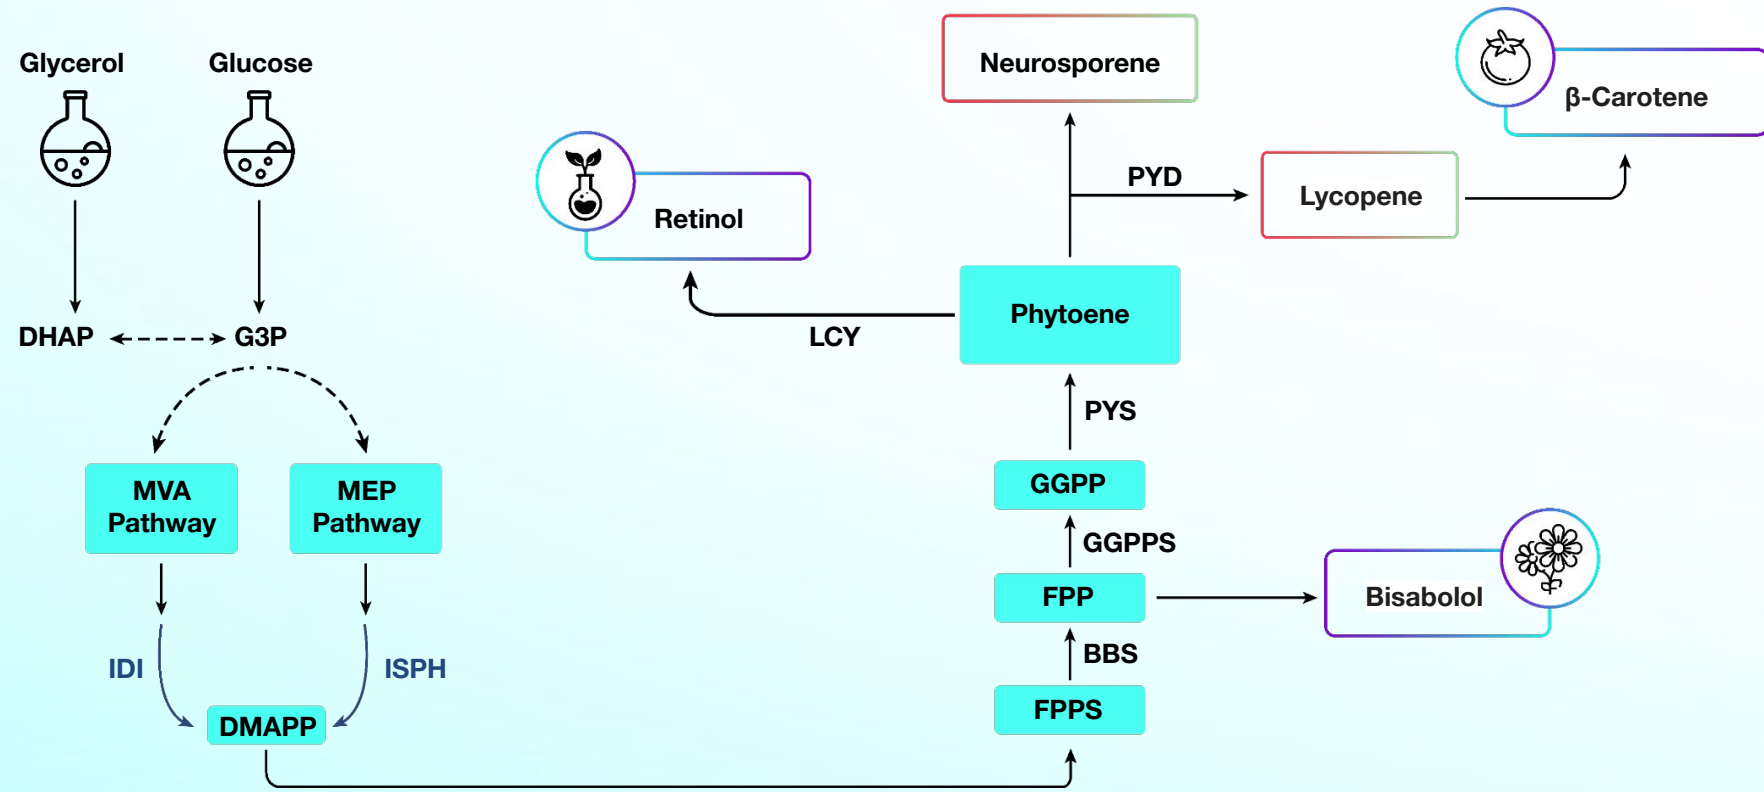 Glycerol
Glucose
DHAP
G3P
MVA
Pathway
MEP
Pathway
IDI
ISPH
DMAPP
Neurosporene
β-Carotene
PYD
Lycopene
Retinol
Phytoene
LCY
PYS
GGPP
GGPPS
FPP
Bisabolol
BBS
FPPS